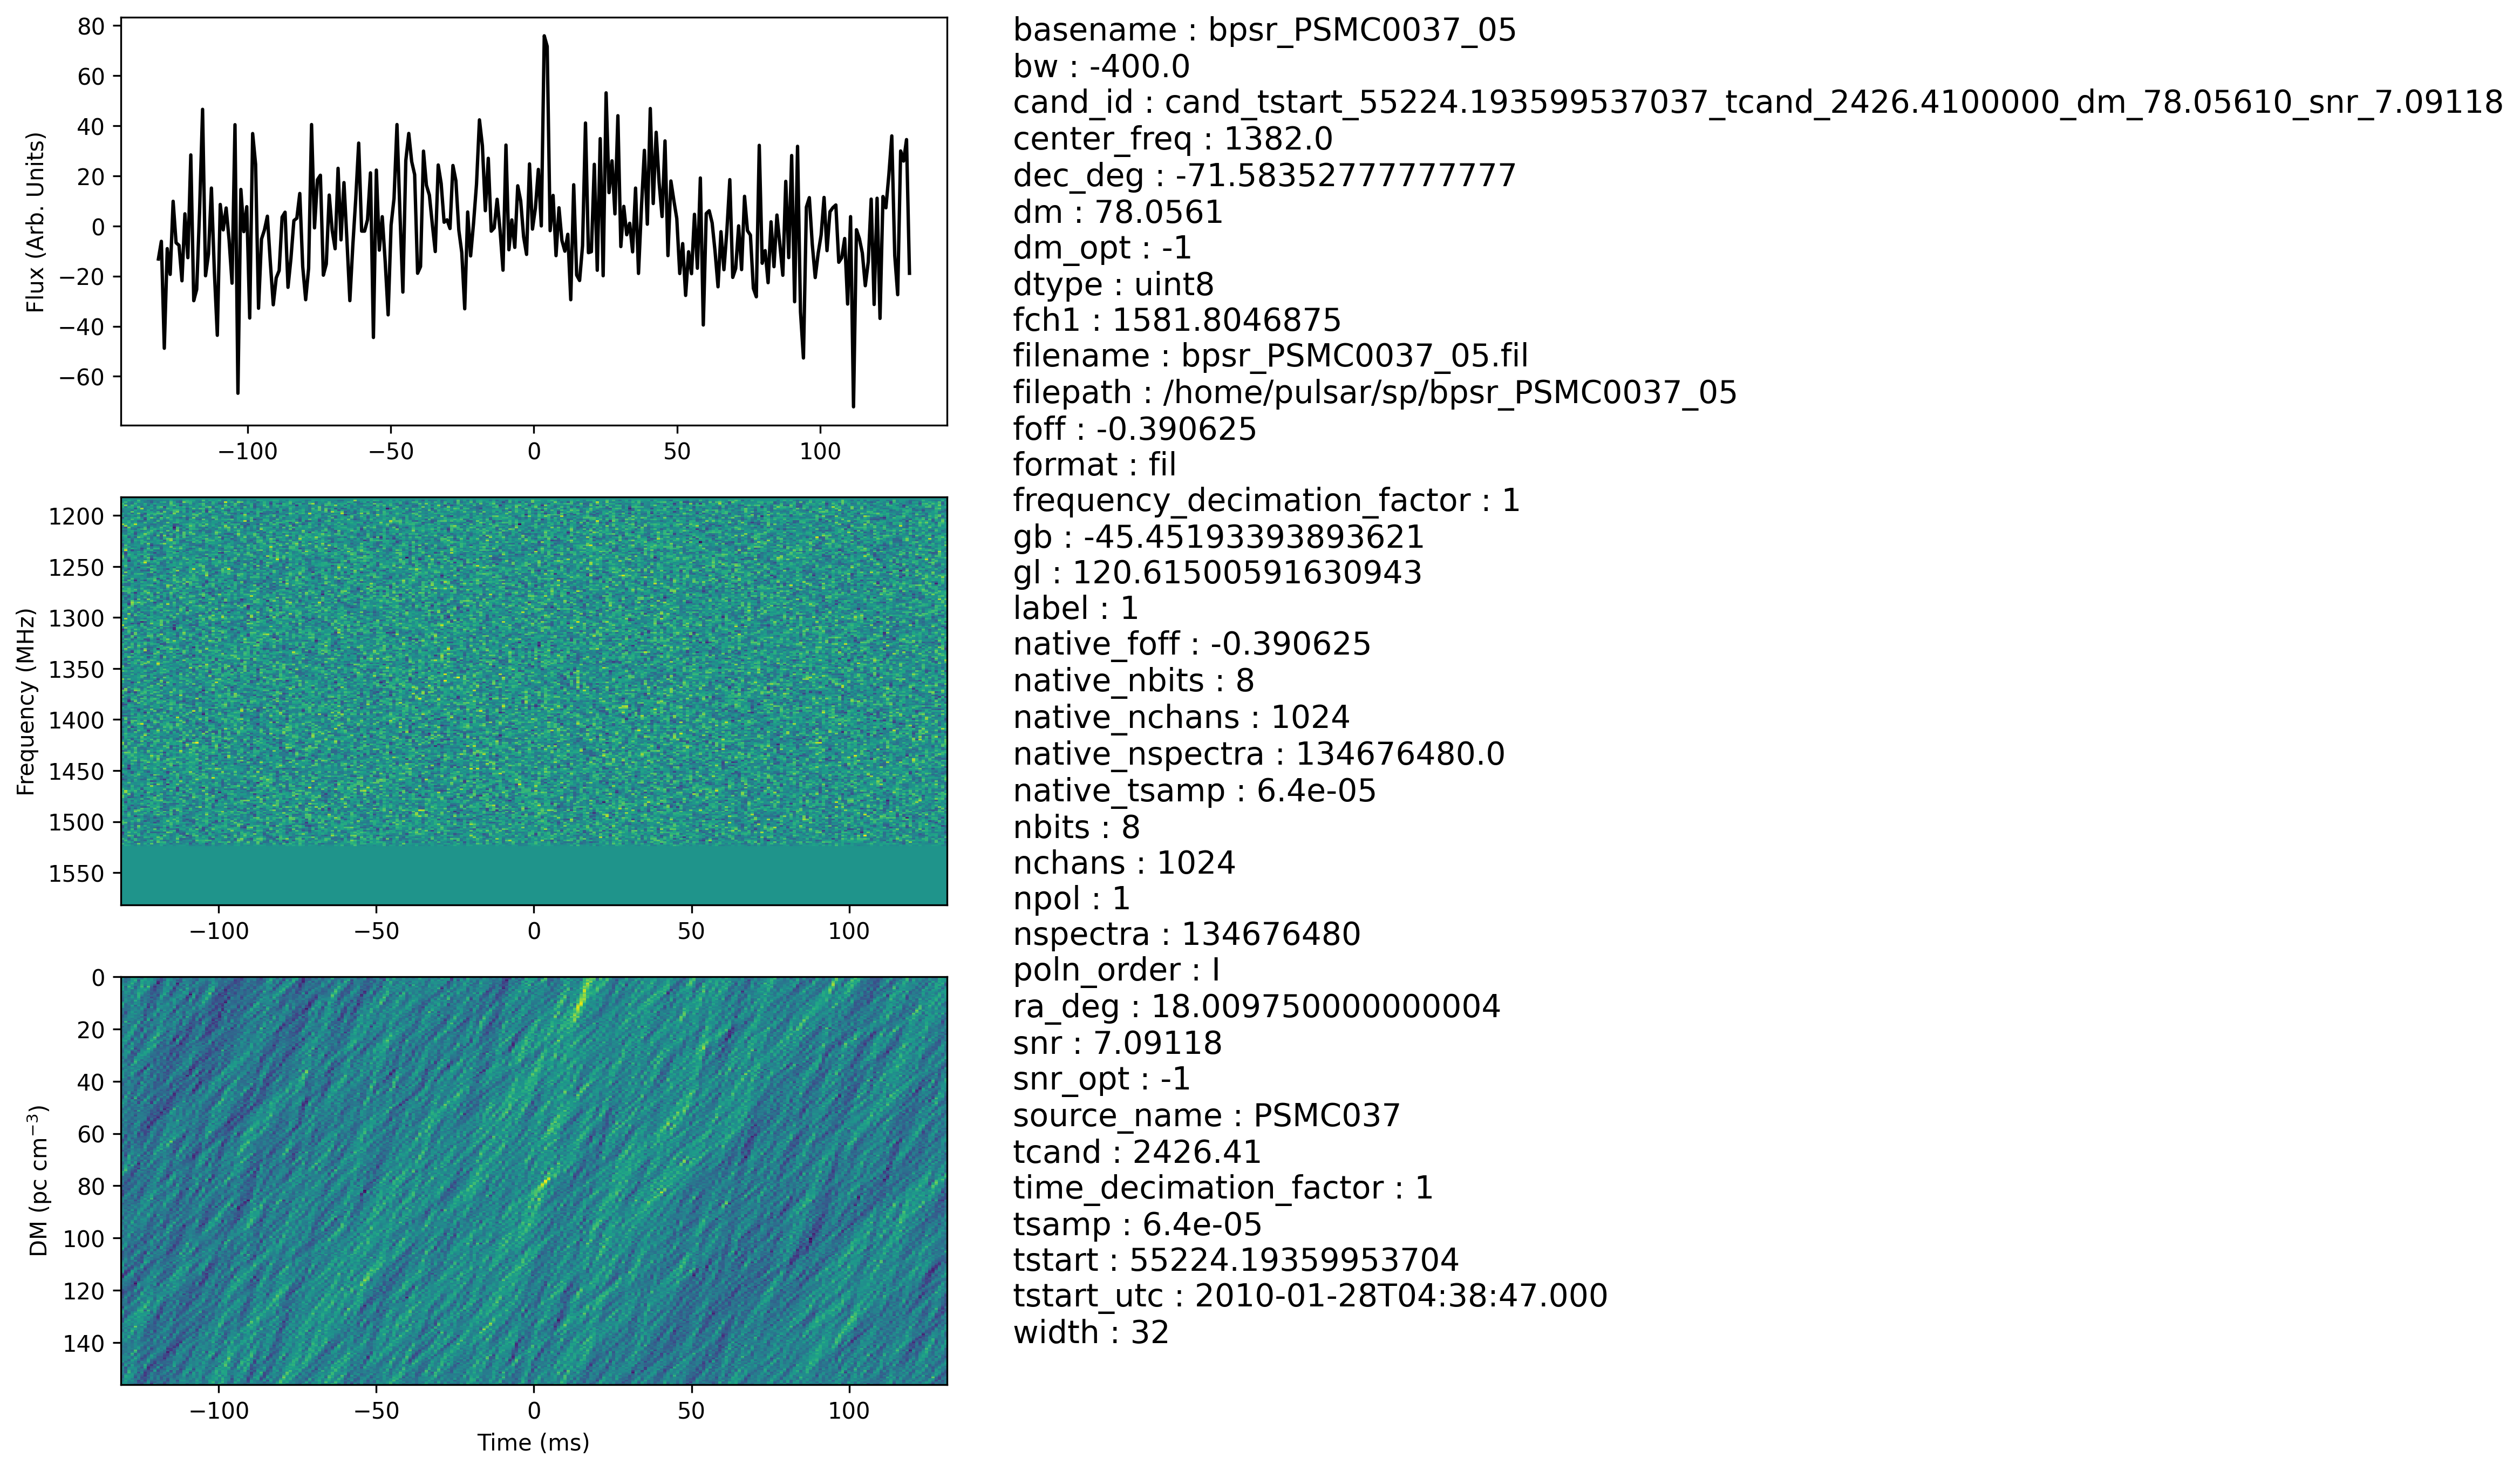 80
60
40
20
0
−20
−40
−60
Flux (Arb. Units)
−100 −50 0 50 100
1200
1250
1300
1350
1400
1450
1500
1550
Frequency (MHz)
−100 −50 0 50 100
0
20
40
60
80
100
120
140
DM (pc cm⁻³)
−100 −50 0 50 100
Time (ms)
basename : bpsr_PSMC0037_05
bw : -400.0
cand_id : cand_tstart_55224.193599537037_tcand_2426.4100000_dm_78.05610_snr_7.09118
center_freq : 1382.0
dec_deg : -71.58352777777777
dm : 78.0561
dm_opt : -1
dtype : uint8
fch1 : 1581.8046875
filename : bpsr_PSMC0037_05.fil
filepath : /home/pulsar/sp/bpsr_PSMC0037_05
foff : -0.390625
format : fil
frequency_decimation_factor : 1
gb : -45.45193393893621
gl : 120.61500591630943
label : 1
native_foff : -0.390625
native_nbits : 8
native_nchans : 1024
native_nspectra : 134676480.0
native_tsamp : 6.4e-05
nbits : 8
nchans : 1024
npol : 1
nspectra : 134676480
poln_order : I
ra_deg : 18.009750000000004
snr : 7.09118
snr_opt : -1
source_name : PSMC037
tcand : 2426.41
time_decimation_factor : 1
tsamp : 6.4e-05
tstart : 55224.19359953704
tstart_utc : 2010-01-28T04:38:47.000
width : 32